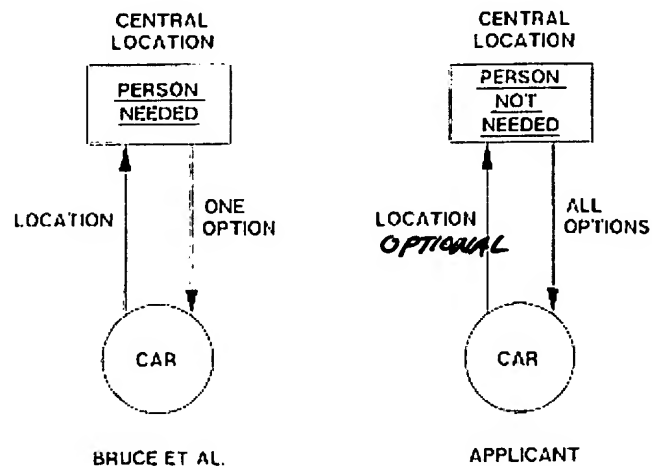 CENTRAL
LOCATION
PERSON
NEEDED
LOCATION
ONE
OPTION
CAR
BRUCE ET AL.
CENTRAL
LOCATION
PERSON
NOT
NEEDED
LOCATION
OPTIONAL
ALL
OPTIONS
CAR
APPLICANT